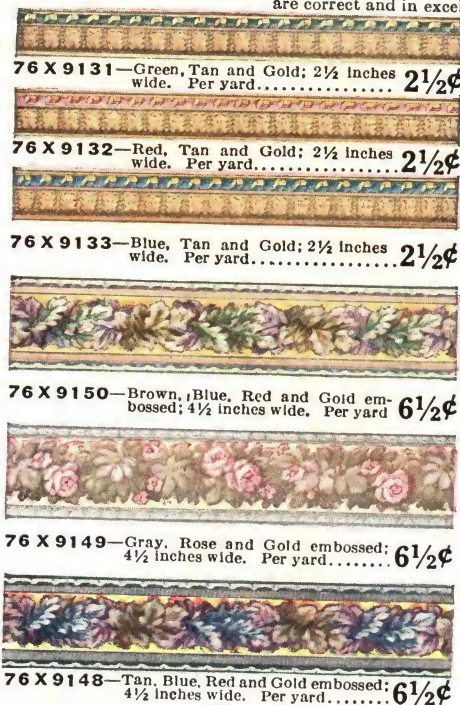 are correct and in excel
76 X 9131—Green, Tan and Gold; 2½ inches
wide. Per yard................ 2½¢
76 X 9132—Red, Tan and Gold; 2½ inches
wide. Per yard................ 2½¢
76 X 9133—Blue, Tan and Gold; 2½ inches
wide. Per yard................ 2½¢
76 X 9150—Brown, Blue, Red and Gold em-
bossed; 4½ inches wide. Per yard 6½¢
76 X 9149—Gray, Rose and Gold embossed;
4½ inches wide. Per yard........ 6½¢
76 X 9148—Tan, Blue, Red and Gold embossed;
4½ inches wide. Per yard........ 6½¢